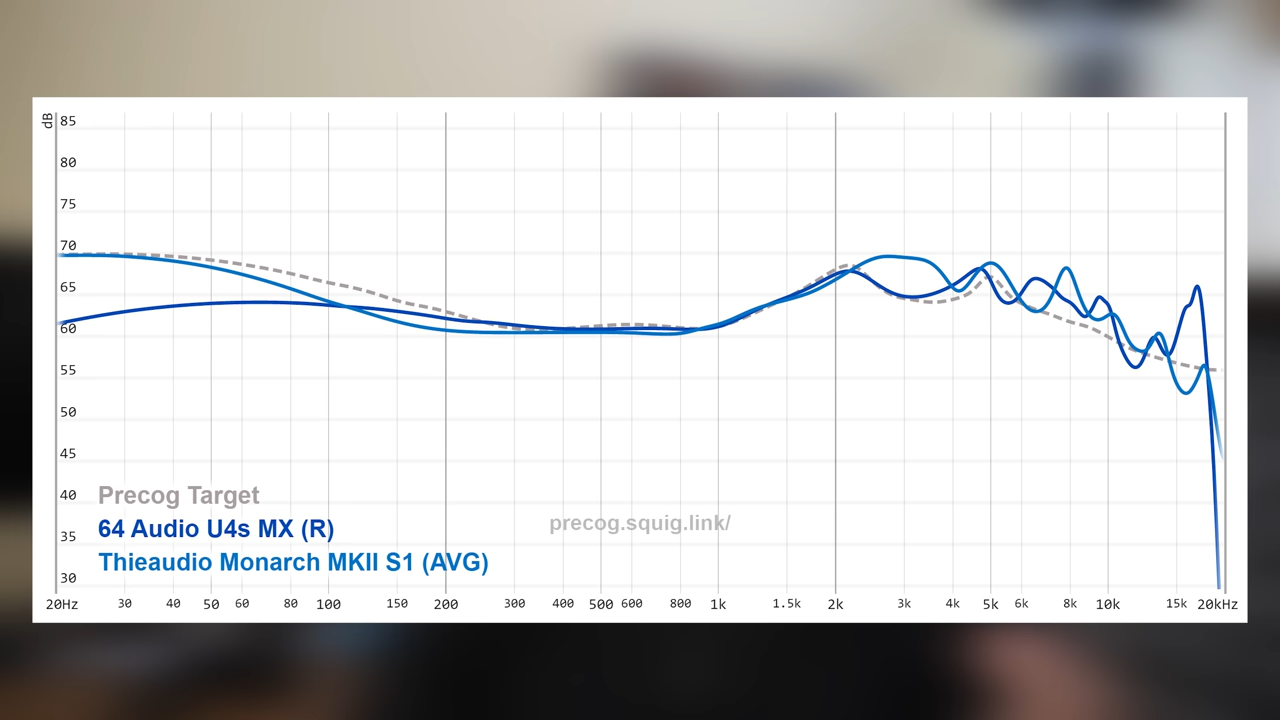 dB
85
80
75
70
65
60
55
50
45
40
35
30
Precog Target
64 Audio U4s MX (R)
Thieaudio Monarch MKII S1 (AVG)
precog.squig.link/
20Hz 30 40 50 60 80 100 150 200 300 400 500 600 800 1k 1.5k 2k 3k 4k 5k 6k 8k 10k 15k 20kHz